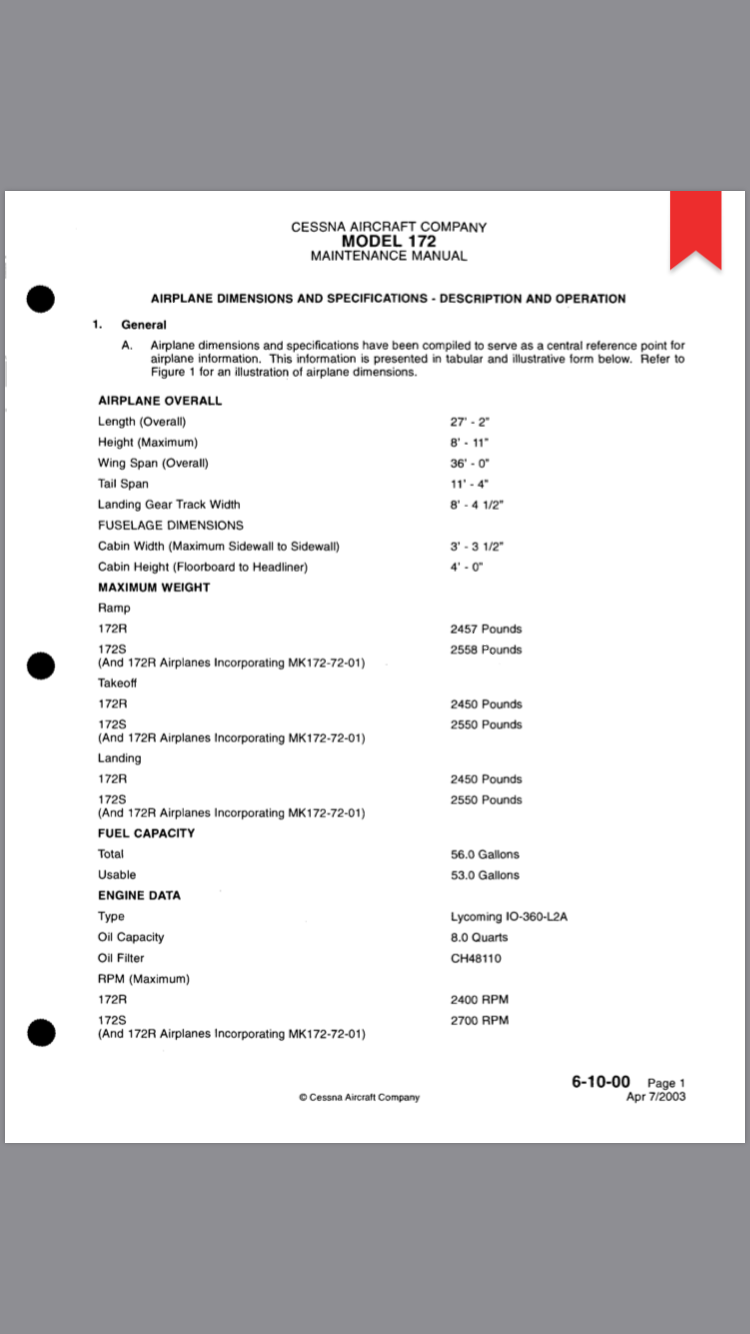 CESSNA AIRCRAFT COMPANY
MODEL 172
MAINTENANCE MANUAL
AIRPLANE DIMENSIONS AND SPECIFICATIONS - DESCRIPTION AND OPERATION
1. General
A. Airplane dimensions and specifications have been compiled to serve as a central reference point for
airplane information. This information is presented in tabular and illustrative form below. Refer to
Figure 1 for an illustration of airplane dimensions.
AIRPLANE OVERALL
Length (Overall) 27' - 2"
Height (Maximum) 8' - 11"
Wing Span (Overall) 36' - 0"
Tail Span 11' - 4"
Landing Gear Track Width 8' - 4 1/2"
FUSELAGE DIMENSIONS
Cabin Width (Maximum Sidewall to Sidewall) 3' - 3 1/2"
Cabin Height (Floorboard to Headliner) 4' - 0"
MAXIMUM WEIGHT
Ramp
172R 2457 Pounds
172S 2558 Pounds
(And 172R Airplanes Incorporating MK172-72-01)
Takeoff
172R 2450 Pounds
172S 2550 Pounds
(And 172R Airplanes Incorporating MK172-72-01)
Landing
172R 2450 Pounds
172S 2550 Pounds
(And 172R Airplanes Incorporating MK172-72-01)
FUEL CAPACITY
Total 56.0 Gallons
Usable 53.0 Gallons
ENGINE DATA
Type Lycoming IO-360-L2A
Oil Capacity 8.0 Quarts
Oil Filter CH48110
RPM (Maximum)
172R 2400 RPM
172S 2700 RPM
(And 172R Airplanes Incorporating MK172-72-01)
6-10-00 Page 1
© Cessna Aircraft Company Apr 7/2003